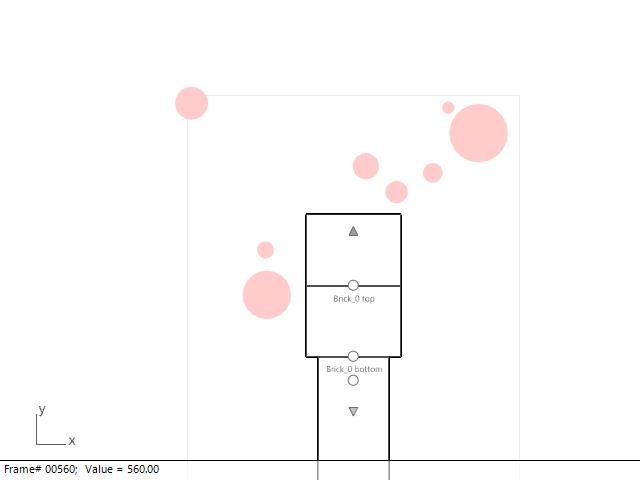 Brick_0 top
Brick_0 bottom
y
x
Frame# 00560; Value = 560.00